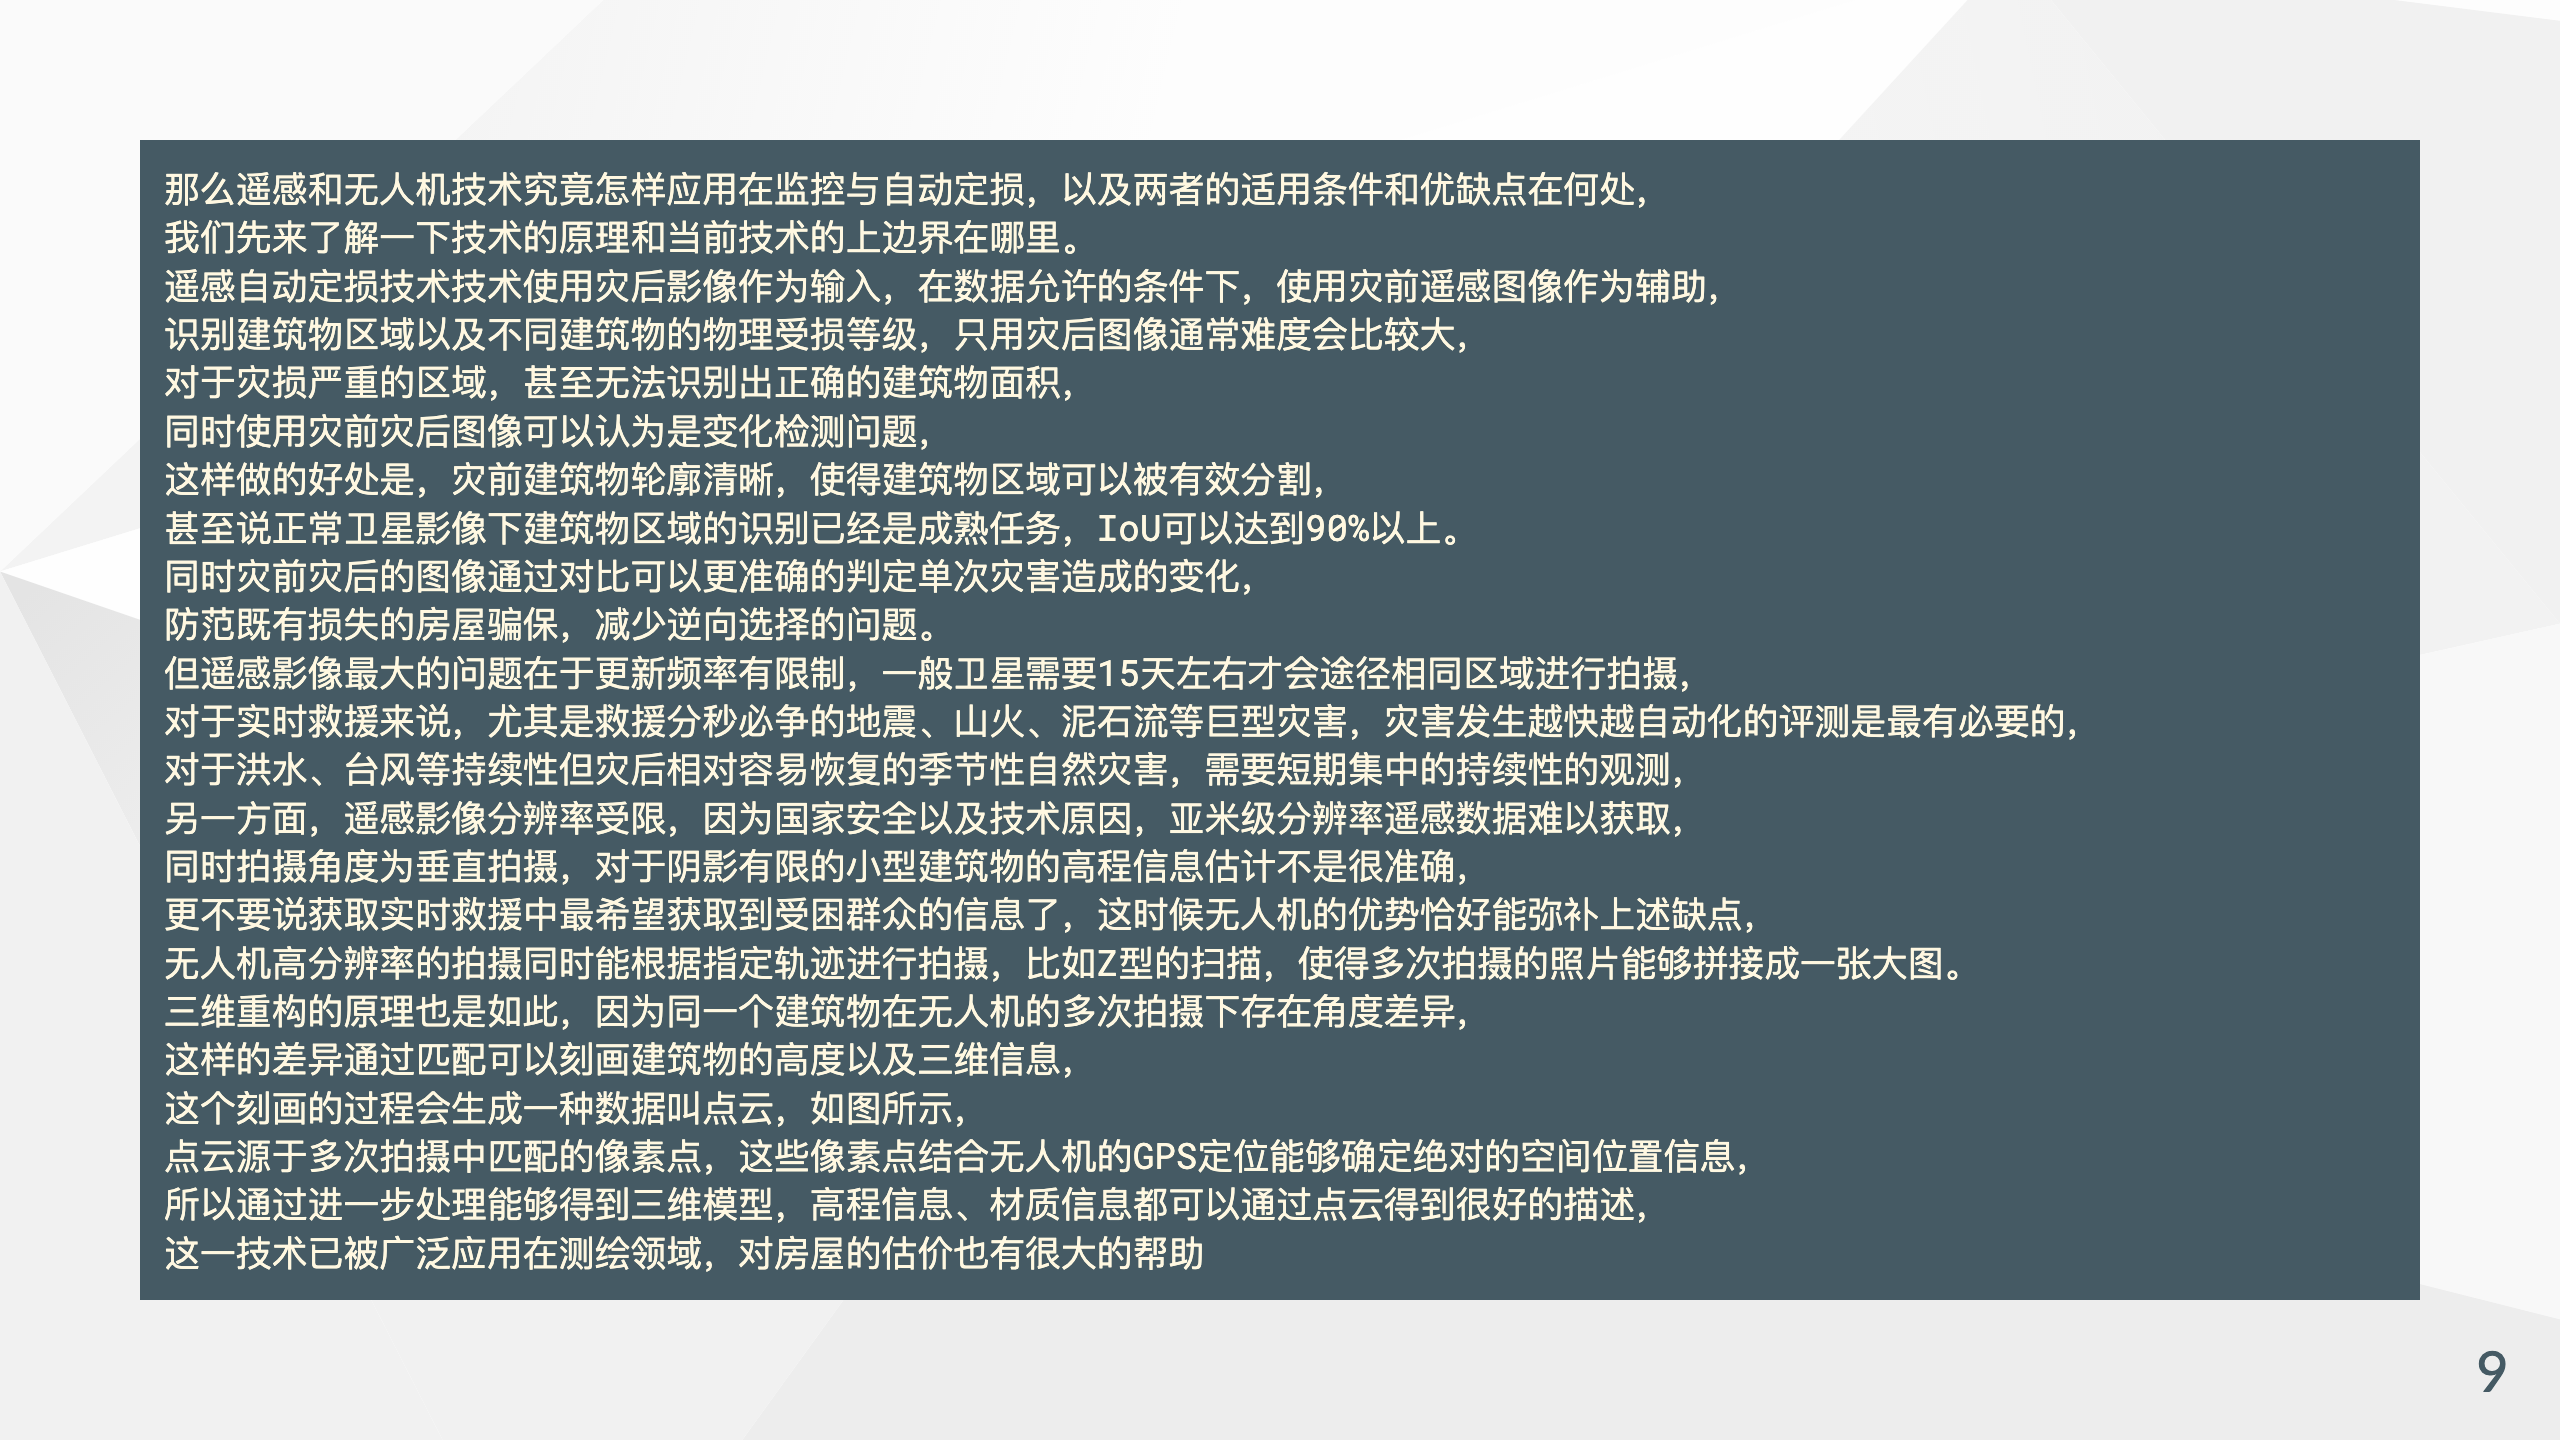 那么遥感和无人机技术究竟怎样应用在监控与自动定损，以及两者的适用条件和优缺点在何处，
我们先来了解一下技术的原理和当前技术的上边界在哪里。
遥感自动定损技术技术使用灾后影像作为输入，在数据允许的条件下，使用灾前遥感图像作为辅助，
识别建筑物区域以及不同建筑物的物理受损等级，只用灾后图像通常难度会比较大，
对于灾损严重的区域，甚至无法识别出正确的建筑物面积，
同时使用灾前灾后图像可以认为是变化检测问题，
这样做的好处是，灾前建筑物轮廓清晰，使得建筑物区域可以被有效分割，
甚至说正常卫星影像下建筑物区域的识别已经是成熟任务，IoU可以达到90%以上。
同时灾前灾后的图像通过对比可以更准确的判定单次灾害造成的变化，
防范既有损失的房屋骗保，减少逆向选择的问题。
但遥感影像最大的问题在于更新频率有限制，一般卫星需要15天左右才会途径相同区域进行拍摄，
对于实时救援来说，尤其是救援分秒必争的地震、山火、泥石流等巨型灾害，灾害发生越快越自动化的评测是最有必要的，
对于洪水、台风等持续性但灾后相对容易恢复的季节性自然灾害，需要短期集中的持续性的观测，
另一方面，遥感影像分辨率受限，因为国家安全以及技术原因，亚米级分辨率遥感数据难以获取，
同时拍摄角度为垂直拍摄，对于阴影有限的小型建筑物的高程信息估计不是很准确，
更不要说获取实时救援中最希望获取到受困群众的信息了，这时候无人机的优势恰好能弥补上述缺点，
无人机高分辨率的拍摄同时能根据指定轨迹进行拍摄，比如Z型的扫描，使得多次拍摄的照片能够拼接成一张大图。
三维重构的原理也是如此，因为同一个建筑物在无人机的多次拍摄下存在角度差异，
这样的差异通过匹配可以刻画建筑物的高度以及三维信息，
这个刻画的过程会生成一种数据叫点云，如图所示，
点云源于多次拍摄中匹配的像素点，这些像素点结合无人机的GPS定位能够确定绝对的空间位置信息，
所以通过进一步处理能够得到三维模型，高程信息、材质信息都可以通过点云得到很好的描述，
这一技术已被广泛应用在测绘领域，对房屋的估价也有很大的帮助
9